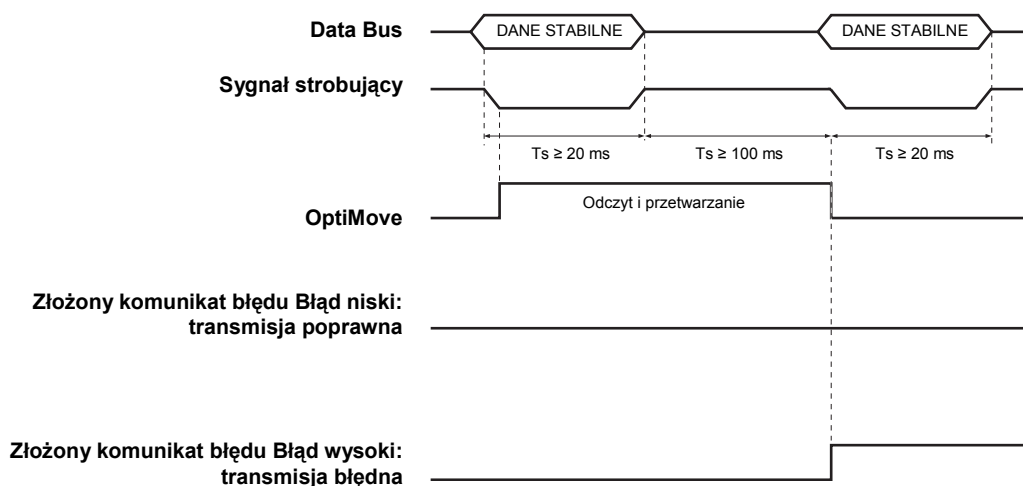 Data Bus
DANE STABILNE
DANE STABILNE
Sygnał strobujący
Ts ≥ 20 ms
Ts ≥ 100 ms
Ts ≥ 20 ms
OptiMove
Odczyt i przetwarzanie
Złożony komunikat błędu Błąd niski:
transmisja poprawna
Złożony komunikat błędu Błąd wysoki:
transmisja błędna